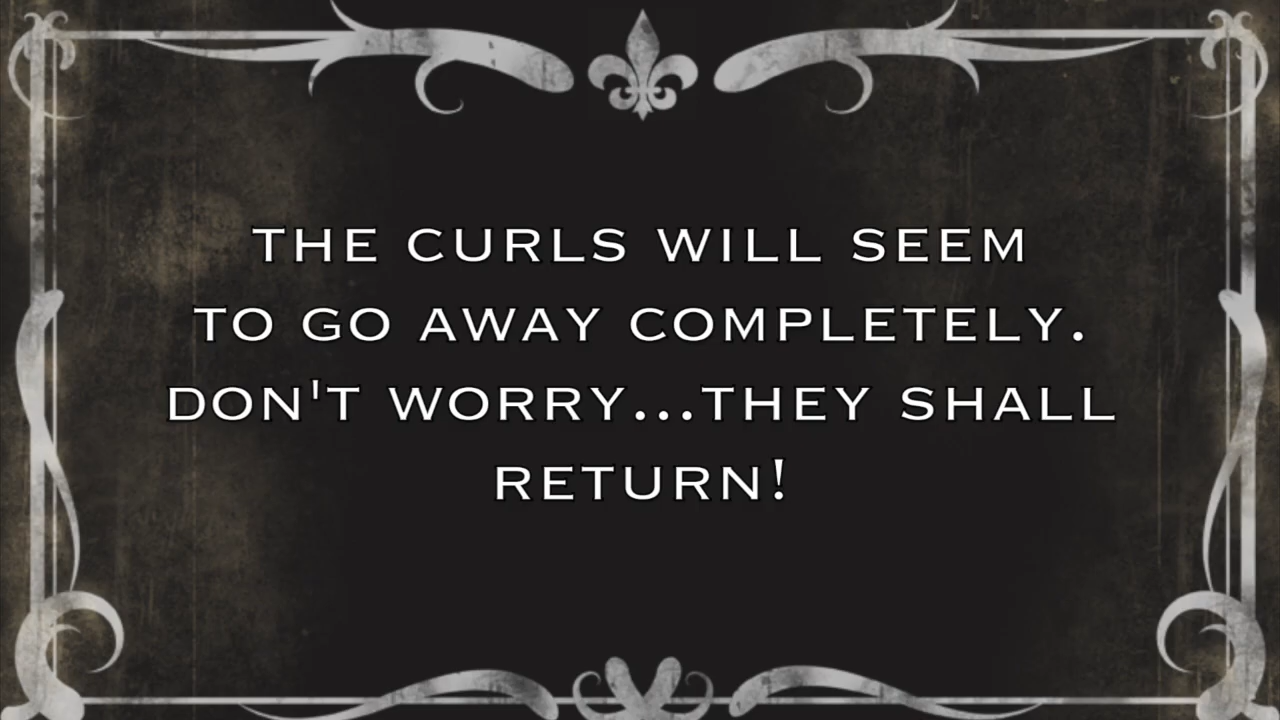 THE CURLS WILL SEEM
TO GO AWAY COMPLETELY.
DON'T WORRY...THEY SHALL
RETURN!